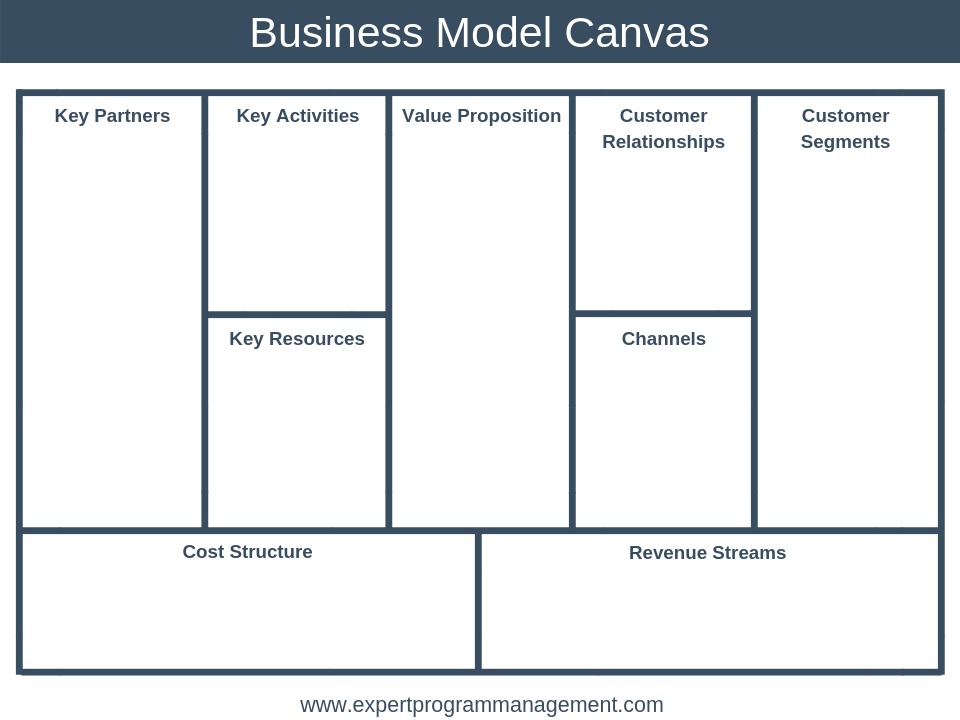 Business Model Canvas
Key Partners
Key Activities
Value Proposition
Customer
Relationships
Customer
Segments
Key Resources
Channels
Cost Structure
Revenue Streams
www.expertprogrammanagement.com